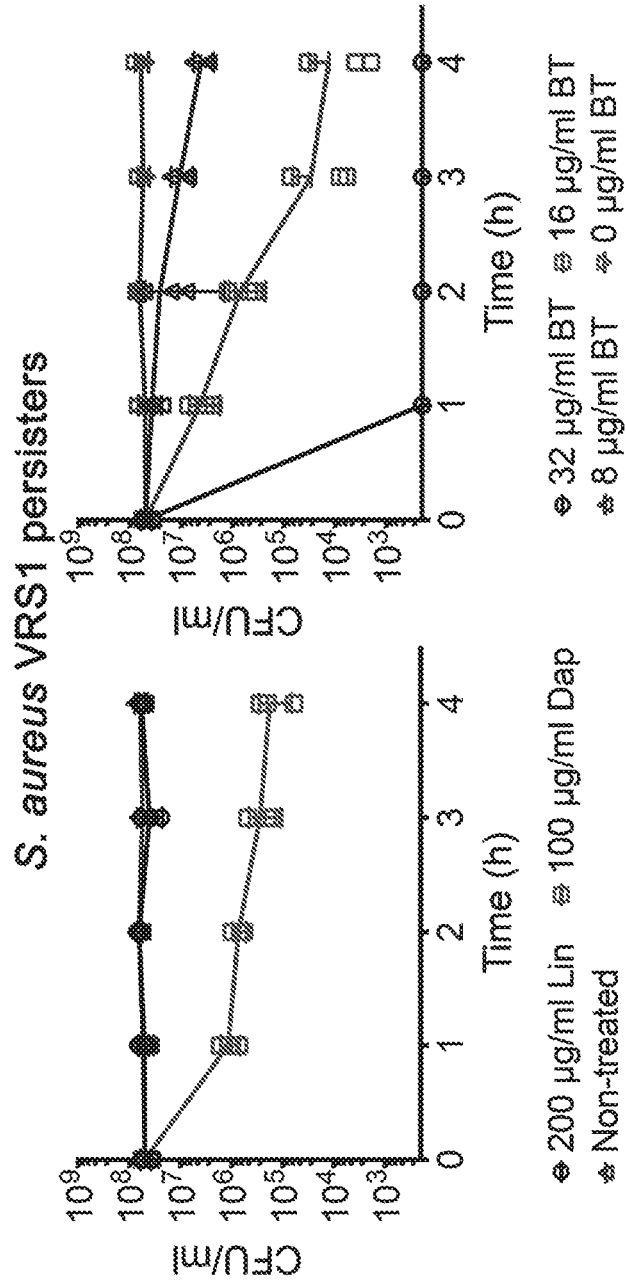 S. aureus VRS1 persisters
CFU/ml
10⁹
10⁸
10⁷
10⁶
10⁵
10⁴
10³
0 1 2 3 4
Time (h)
200 µg/ml Lin 100 µg/ml Dap
Non-treated
CFU/ml
10⁹
10⁸
10⁷
10⁶
10⁵
10⁴
10³
0 1 2 3 4
Time (h)
32 µg/ml BT 16 µg/ml BT
8 µg/ml BT 0 µg/ml BT